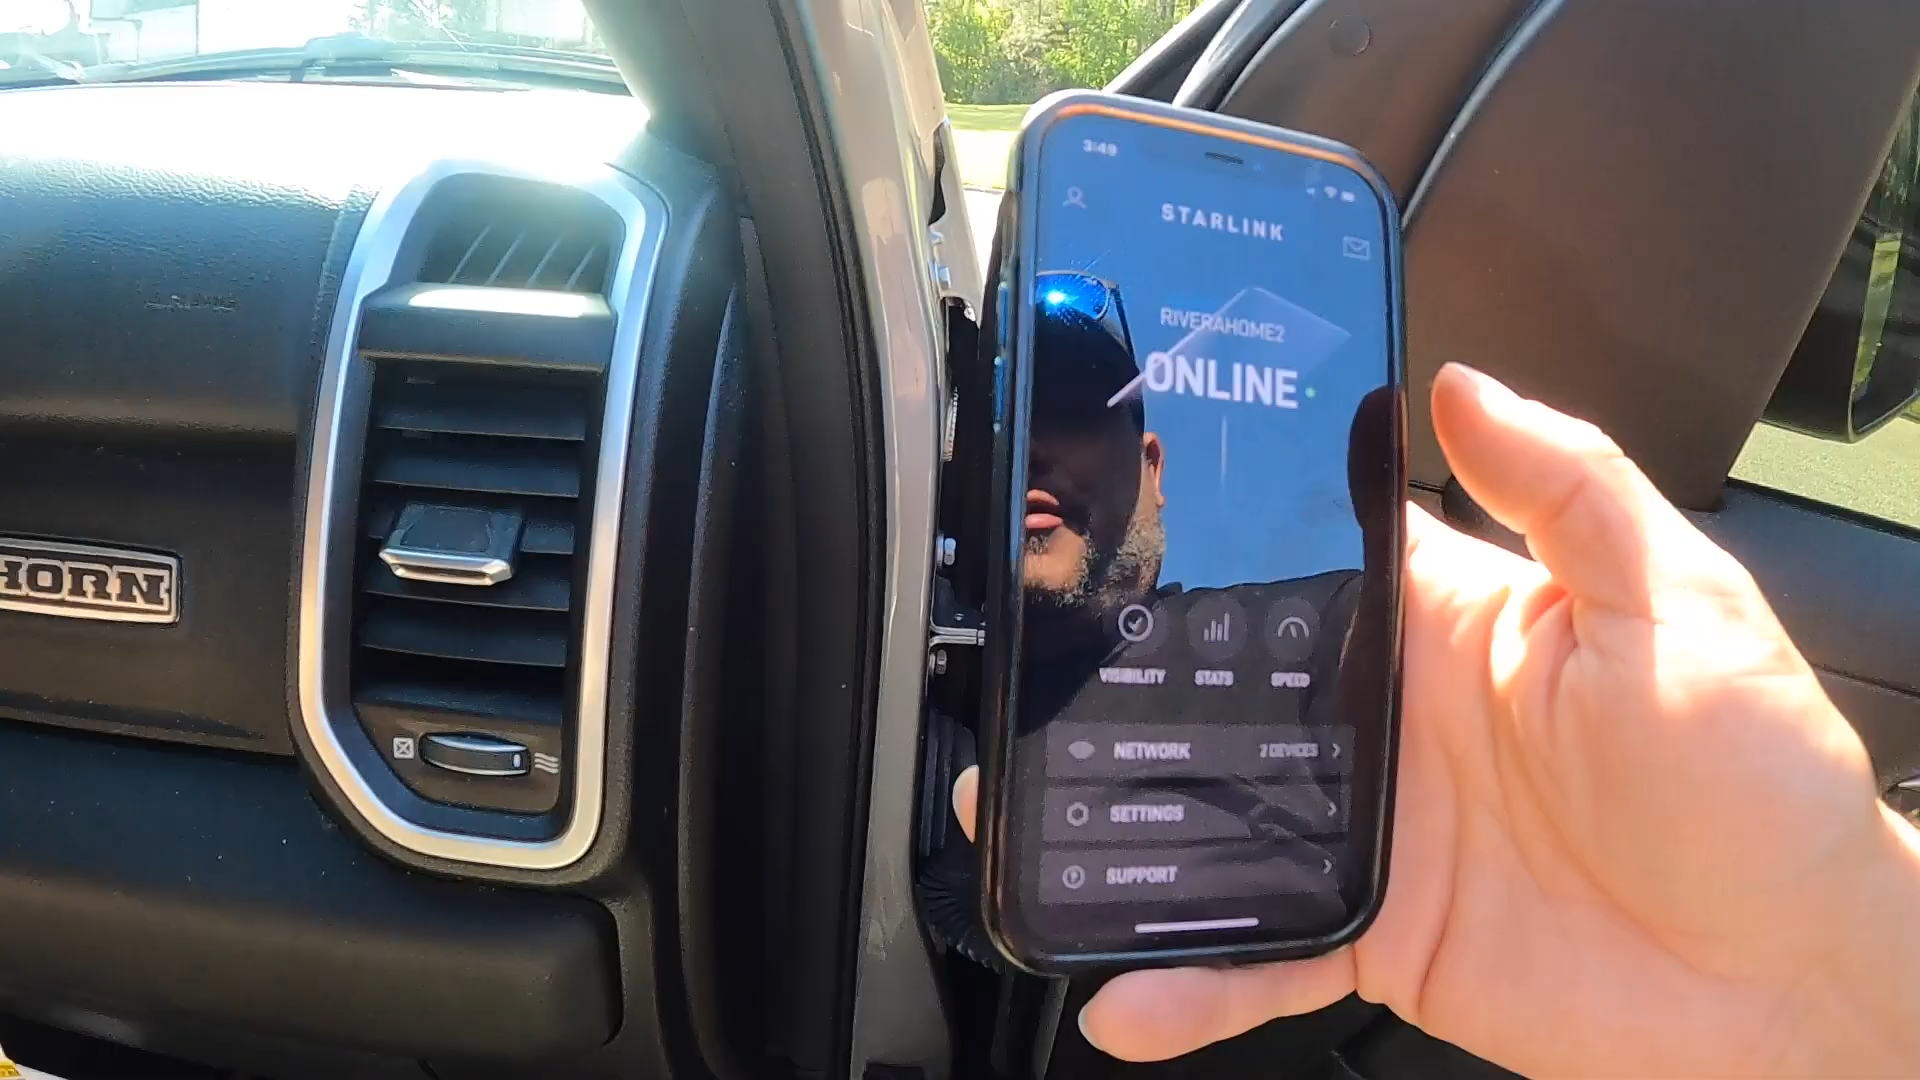 HORN
3:49
STARLINK
RIVERAHOME2
ONLINE
VISIBILITY STATS SPEED
NETWORK 2 DEVICES
SETTINGS
SUPPORT